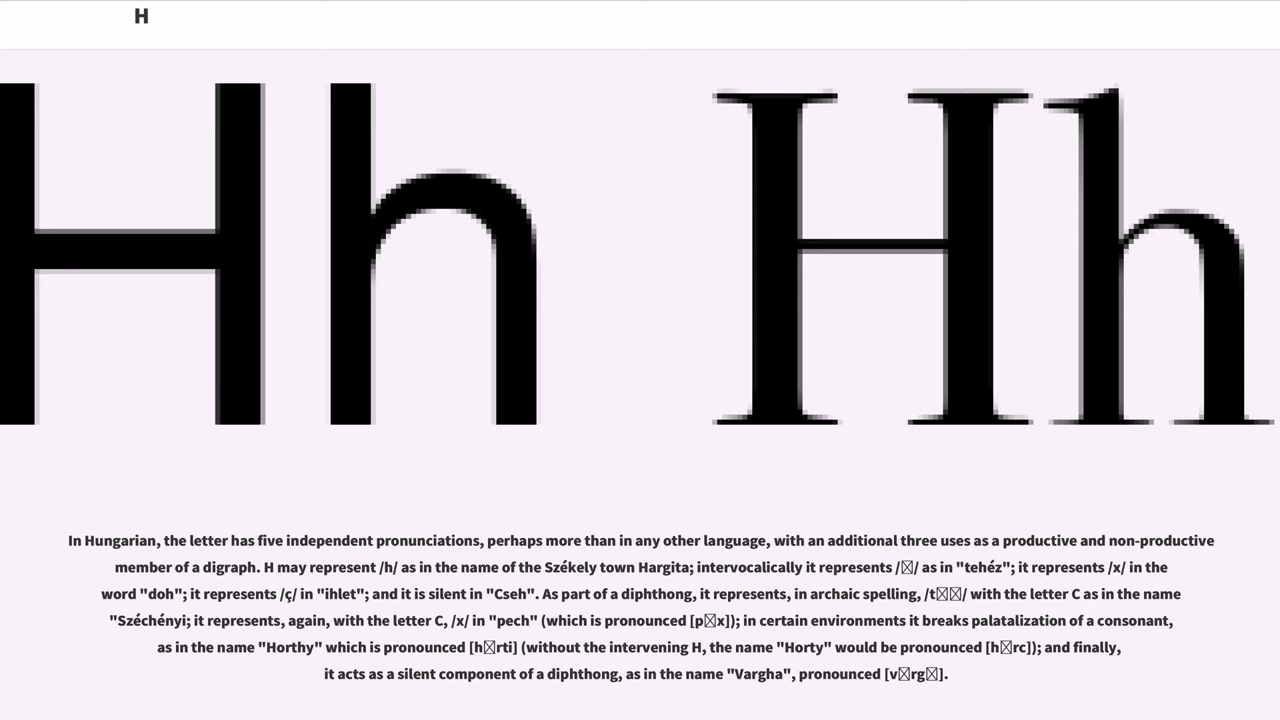 H
Hh Hh
In Hungarian, the letter has five independent pronunciations, perhaps more than in any other language, with an additional three uses as a productive and non-productive
member of a digraph. H may represent /h/ as in the name of the Székely town Hargita; intervocalically it represents /▯/ as in "tehéz"; it represents /x/ in the
word "doh"; it represents /ç/ in "ihlet"; and it is silent in "Cseh". As part of a diphthong, it represents, in archaic spelling, /t▯▯/ with the letter C as in the name
"Széchényi; it represents, again, with the letter C, /x/ in "pech" (which is pronounced [p▯x]); in certain environments it breaks palatalization of a consonant,
as in the name "Horthy" which is pronounced [h▯rti] (without the intervening H, the name "Horty" would be pronounced [h▯rc]); and finally,
it acts as a silent component of a diphthong, as in the name "Vargha", pronounced [v▯rg▯].